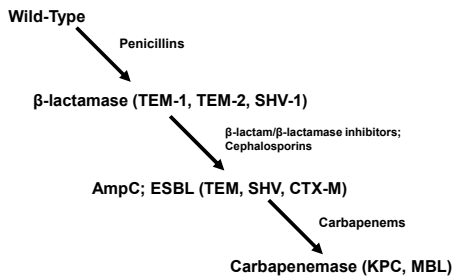 Wild-Type
Penicillins
β-lactamase (TEM-1, TEM-2, SHV-1)
β-lactam/β-lactamase inhibitors;
Cephalosporins
AmpC; ESBL (TEM, SHV, CTX-M)
Carbapenems
Carbapenemase (KPC, MBL)